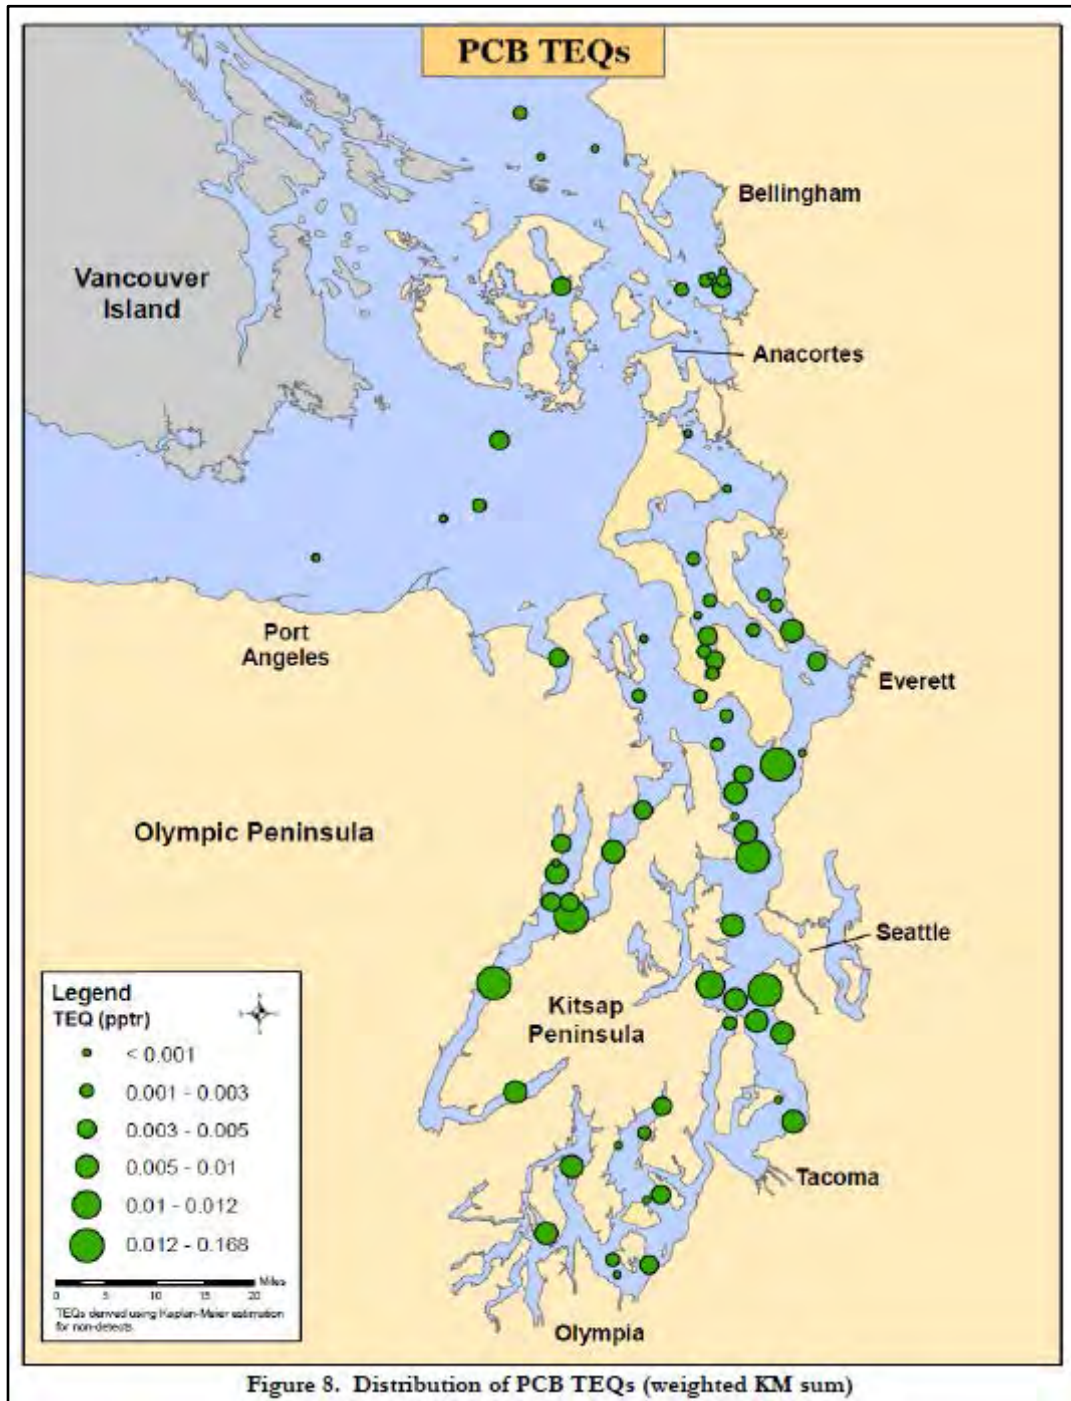 PCB TEQs
Bellingham
Vancouver
Island
Anacortes
Port
Angeles
Everett
Olympic Peninsula
Seattle
Kitsap
Peninsula
Tacoma
Olympia
Legend
TEQ (pptr)
< 0.001
0.001 - 0.003
0.003 - 0.005
0.005 - 0.01
0.01 - 0.012
0.012 - 0.168
Miles
0 5 10 15 20
TEQs derived using Kaplan-Meier estimation
for non-detects
Figure 8. Distribution of PCB TEQs (weighted KM sum)